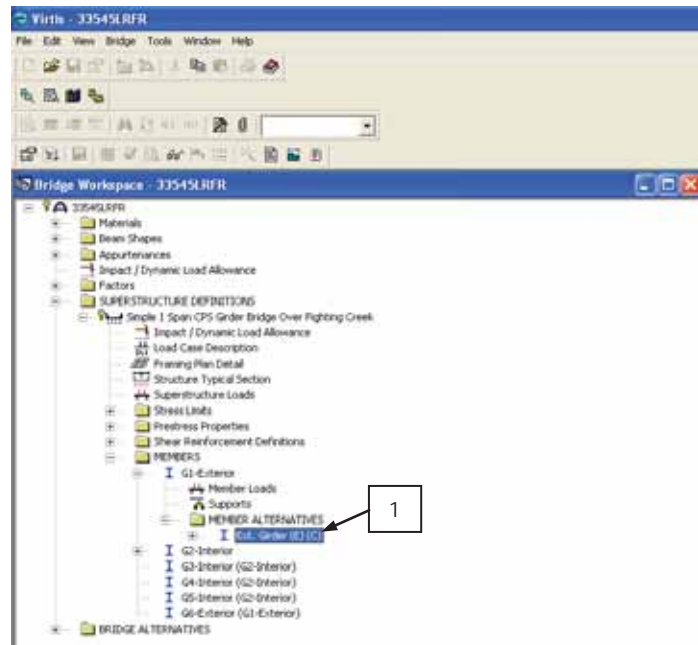 Virtis - 33545LRFR
File Edit View Bridge Tools Window Help
Bridge Workspace - 33545LRFR
33545LRFR
Materials
Beam Shapes
Appurtenances
Impact / Dynamic Load Allowance
Factors
SUPERSTRUCTURE DEFINITIONS
Simple 1 Span CPS Girder Bridge Over Fighting Creek
Impact / Dynamic Load Allowance
Load Case Description
Framing Plan Detail
Structure Typical Section
Superstructure Loads
Stress Limits
Prestress Properties
Shear Reinforcement Definitions
MEMBERS
G1-Exterior
Member Loads
Supports
MEMBER ALTERNATIVES
Ext. Girder (E) (C)
1
G2-Interior
G3-Interior (G2-Interior)
G4-Interior (G2-Interior)
G5-Interior (G2-Interior)
G6-Exterior (G1-Exterior)
BRIDGE ALTERNATIVES